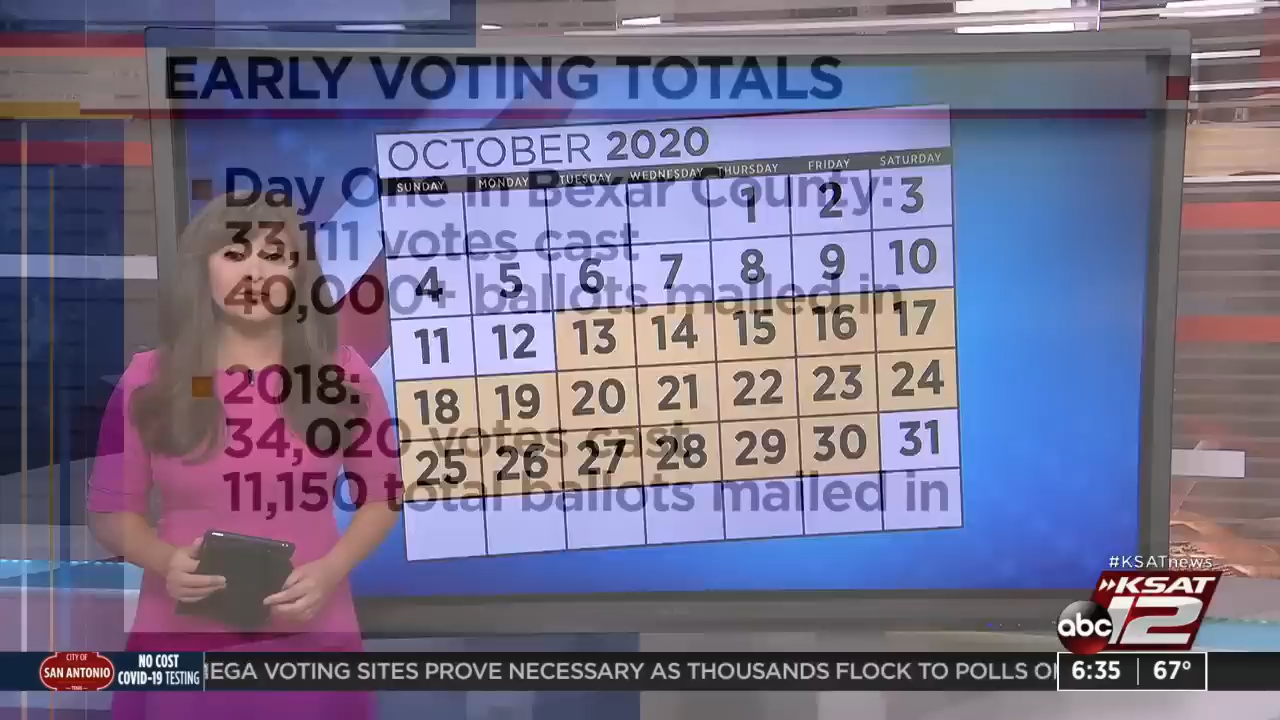 EARLY VOTING TOTALS
OCTOBER 2020
SUNDAY MONDAY TUESDAY WEDNESDAY THURSDAY FRIDAY SATURDAY
Day One in Bexar County:
1 2 3
33,111 votes cast
4 5 6 7 8 9 10
40,000+ ballots mailed in
11 12 13 14 15 16 17
2018:
18 19 20 21 22 23 24
34,020 votes cast
25 26 27 28 29 30 31
11,150 total ballots mailed in
#KSATnews
KSAT
abc 12
CITY OF
SAN ANTONIO
TEXAS
NO COST
COVID-19 TESTING
EGA VOTING SITES PROVE NECESSARY AS THOUSANDS FLOCK TO POLLS
6:35 67°